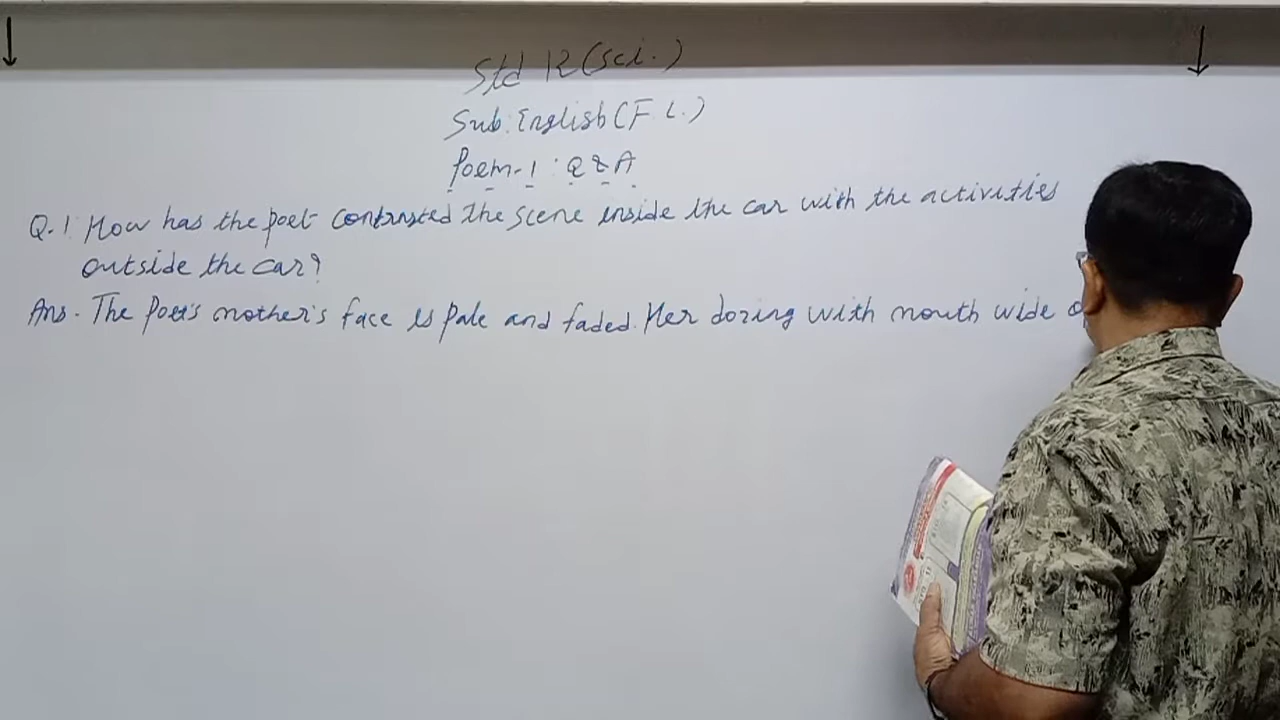 Std 12 (Sci.)
Sub: English (F L.)
Poem-1 : Q & A
Q.1. How has the poet contrasted the scene inside the car with the activities
outside the car?
Ans. The Poet's mother's face is pale and faded. Her dozing with mouth wide